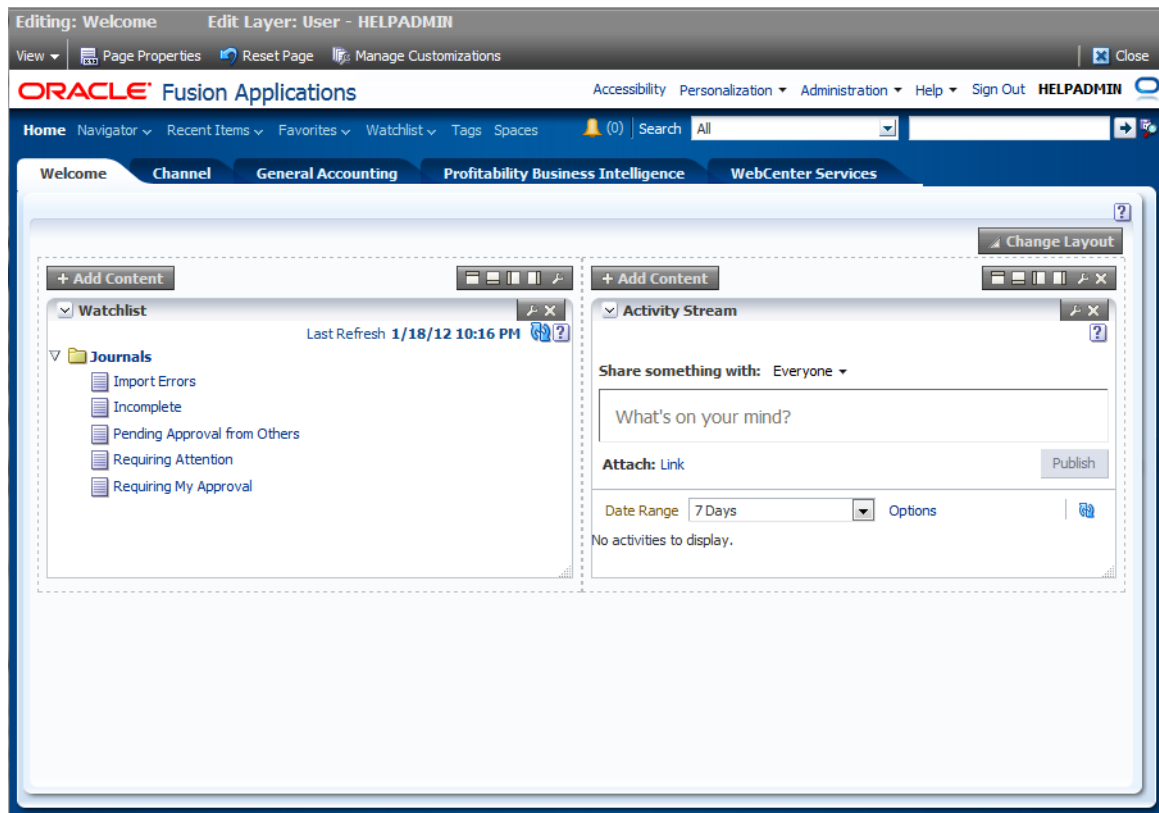 Editing: Welcome Edit Layer: User - HELPADMIN
View Page Properties Reset Page Manage Customizations Close
ORACLE Fusion Applications Accessibility Personalization Administration Help Sign Out HELPADMIN
Home Navigator Recent Items Favorites Watchlist Tags Spaces (0) Search All
Welcome Channel General Accounting Profitability Business Intelligence WebCenter Services
?
Change Layout
+ Add Content
Watchlist
Last Refresh 1/18/12 10:16 PM ?
Journals
Import Errors
Incomplete
Pending Approval from Others
Requiring Attention
Requiring My Approval
+ Add Content
Activity Stream
?
Share something with: Everyone
What's on your mind?
Attach: Link Publish
Date Range 7 Days Options
No activities to display.